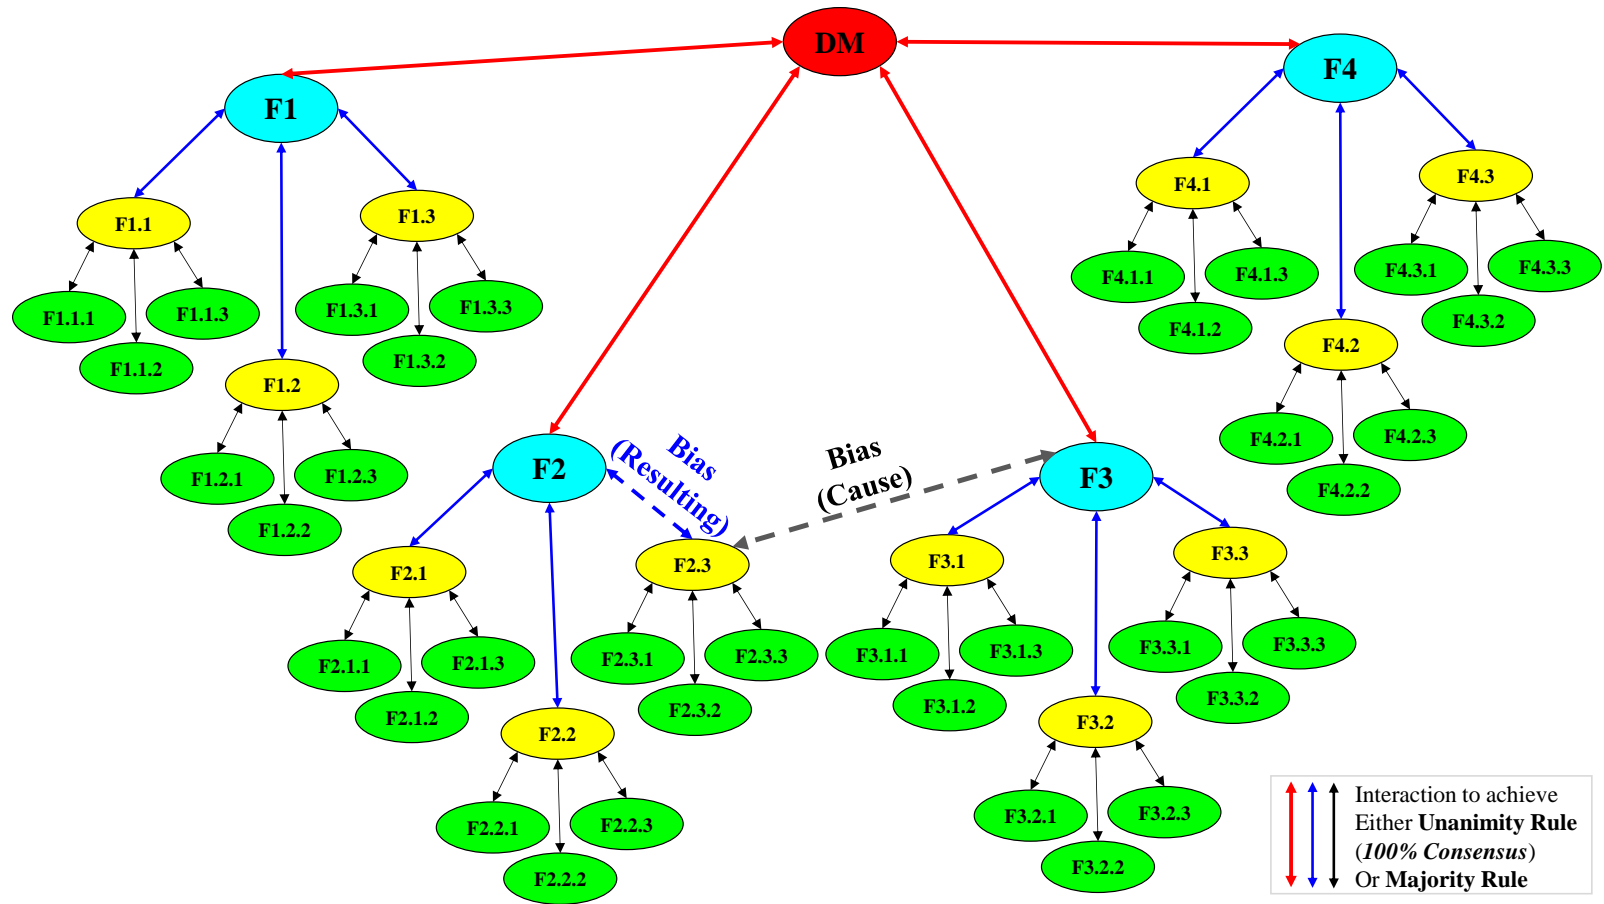 DM
F1
F4
F1.1
F1.3
F1.1.1
F1.1.3
F1.1.2
F1.3.1
F1.3.3
F1.3.2
F1.2
F1.2.1
F1.2.3
F1.2.2
F4.1
F4.3
F4.1.1
F4.1.3
F4.1.2
F4.3.1
F4.3.3
F4.3.2
F4.2
F4.2.1
F4.2.3
F4.2.2
F2
Bias
(Resulting)
Bias
(Cause)
F3
F2.1
F2.3
F2.1.1
F2.1.3
F2.1.2
F2.3.1
F2.3.3
F2.3.2
F2.2
F2.2.1
F2.2.3
F2.2.2
F3.1
F3.3
F3.1.1
F3.1.3
F3.1.2
F3.3.1
F3.3.3
F3.3.2
F3.2
F3.2.1
F3.2.3
F3.2.2
Interaction to achieve
Either Unanimity Rule
(100% Consensus)
Or Majority Rule